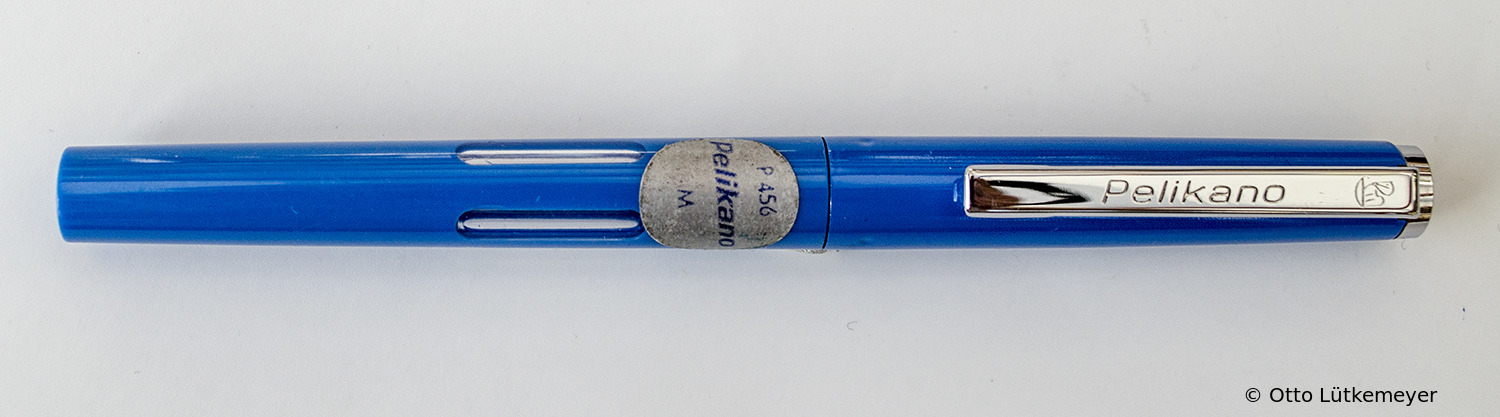 P 456
Pelikano
M
Pelikano
© Otto Lütkemeyer